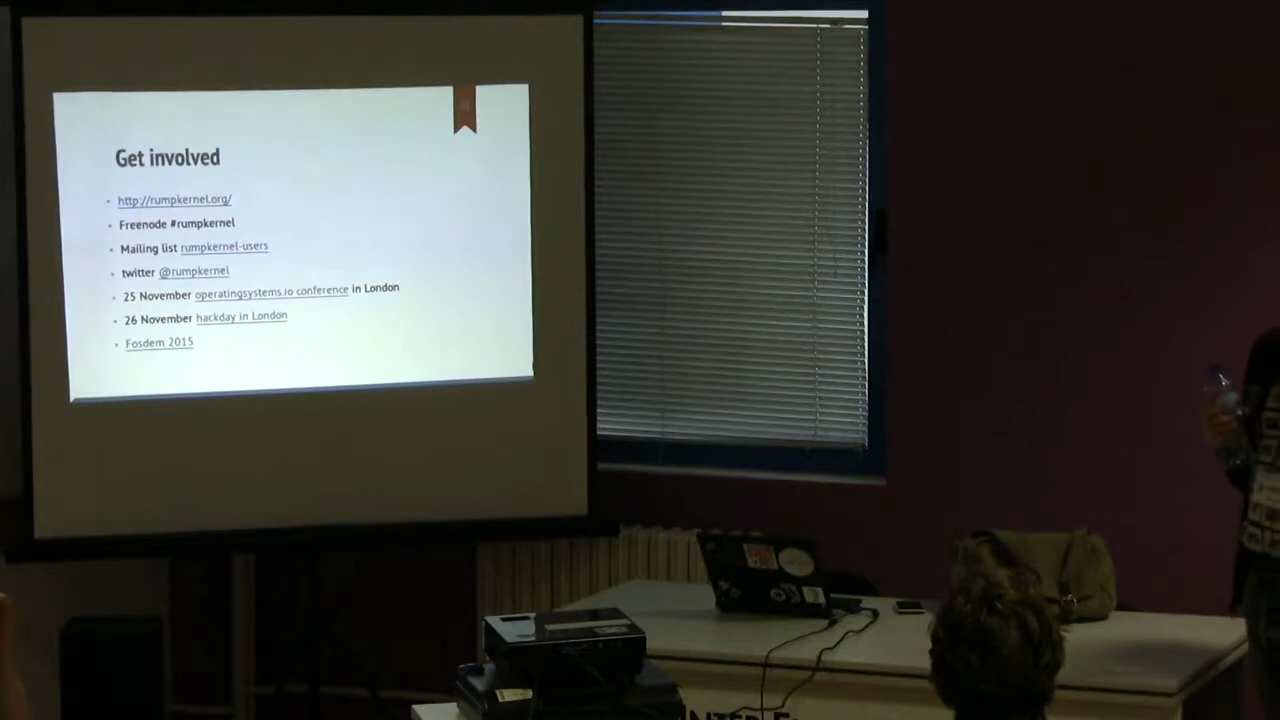 Get involved
http://rumpkernel.org/
Freenode #rumpkernel
Mailing list rumpkernel-users
twitter @rumpkernel
25 November operatingsystems.io conference in London
26 November hackday in London
Fosdem 2015